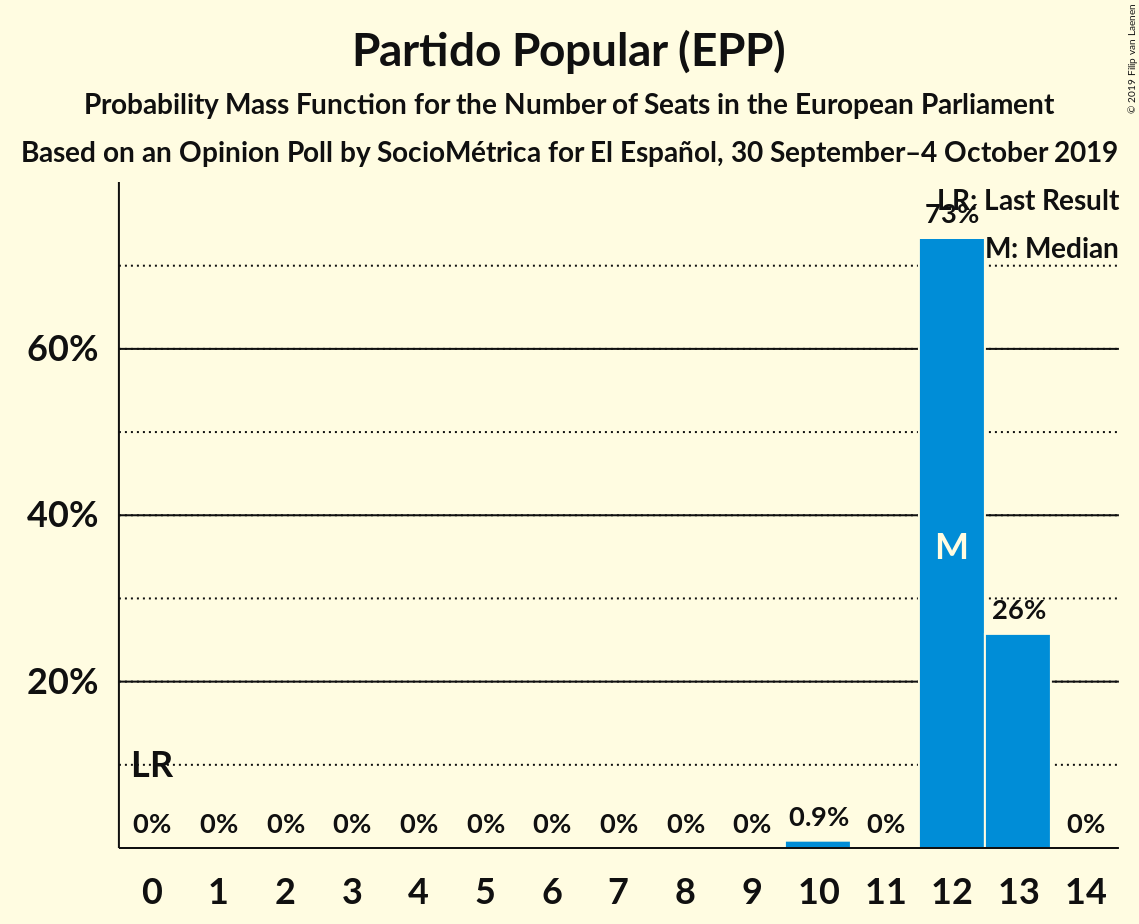 Partido Popular (EPP)
Probability Mass Function for the Number of Seats in the European Parliament
Based on an Opinion Poll by SocioMétrica for El Español, 30 September–4 October 2019
© 2019 Filip van Laenen
LR: Last Result
73%
M: Median
60%
40%
M
26%
20%
LR
0% 0% 0% 0% 0% 0% 0% 0% 0% 0% 0.9% 0% 0%
0 1 2 3 4 5 6 7 8 9 10 11 12 13 14